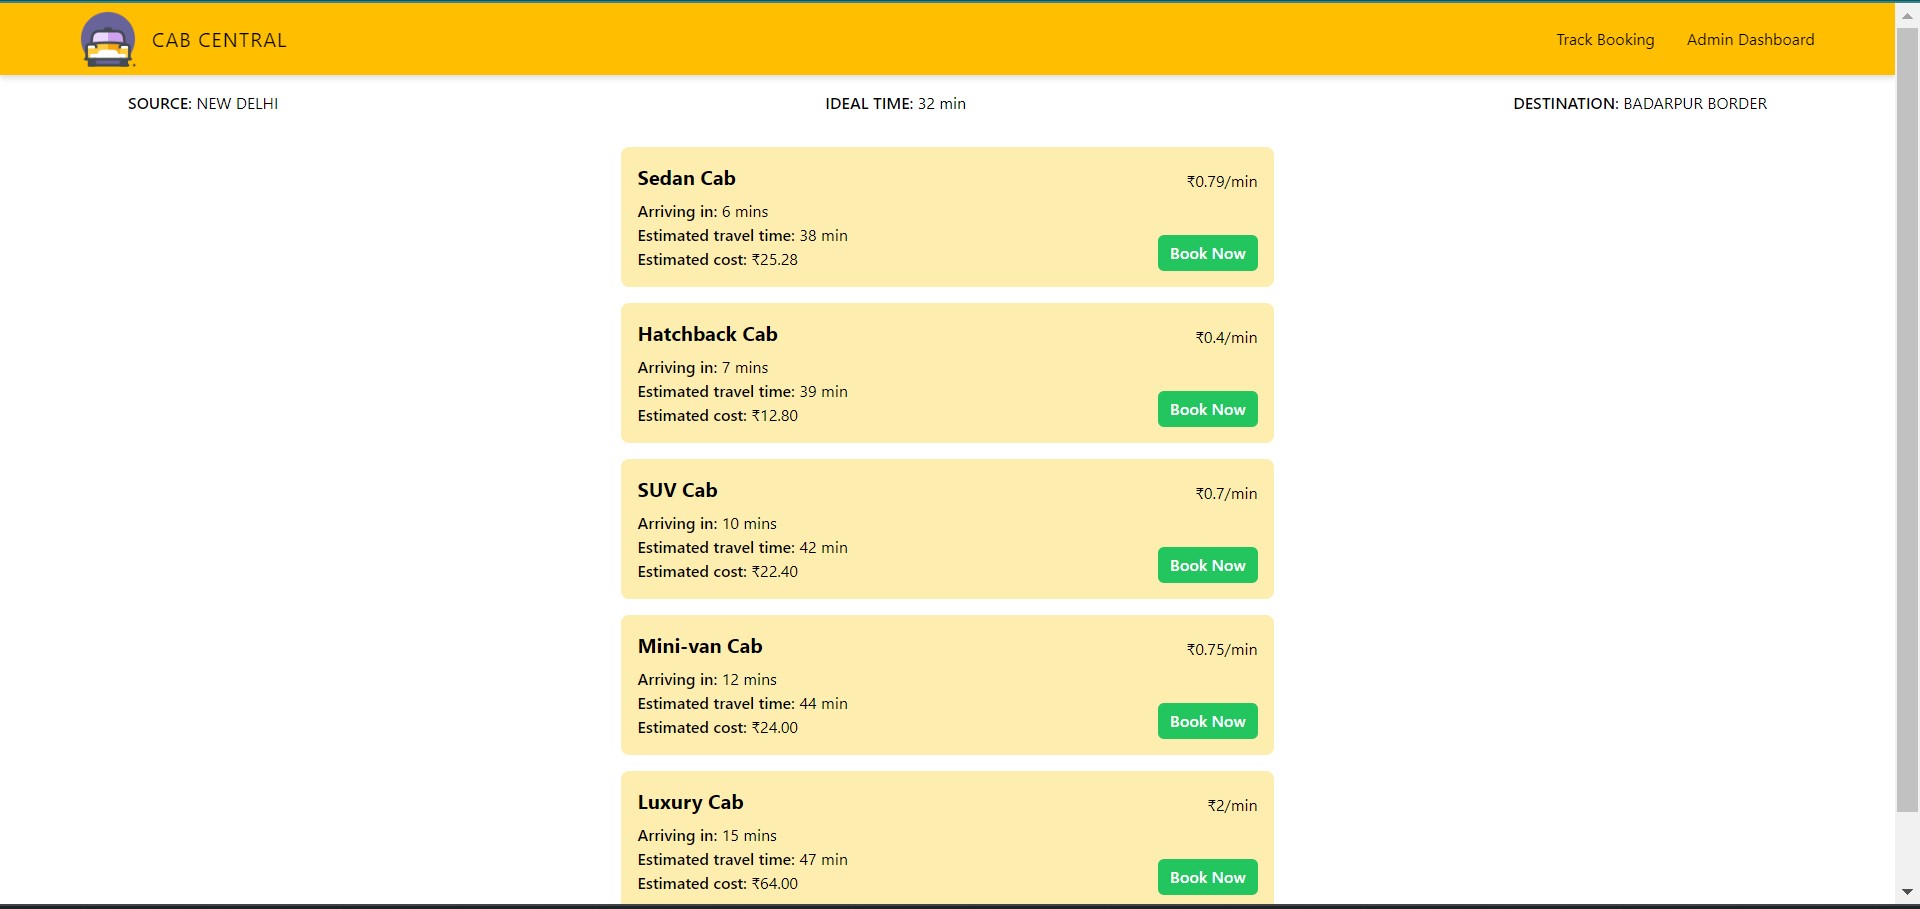 CAB CENTRAL
Track Booking
Admin Dashboard
SOURCE: NEW DELHI
IDEAL TIME: 32 min
DESTINATION: BADARPUR BORDER
Sedan Cab
₹0.79/min
Arriving in: 6 mins
Estimated travel time: 38 min
Estimated cost: ₹25.28
Book Now
Hatchback Cab
₹0.4/min
Arriving in: 7 mins
Estimated travel time: 39 min
Estimated cost: ₹12.80
Book Now
SUV Cab
₹0.7/min
Arriving in: 10 mins
Estimated travel time: 42 min
Estimated cost: ₹22.40
Book Now
Mini-van Cab
₹0.75/min
Arriving in: 12 mins
Estimated travel time: 44 min
Estimated cost: ₹24.00
Book Now
Luxury Cab
₹2/min
Arriving in: 15 mins
Estimated travel time: 47 min
Estimated cost: ₹64.00
Book Now